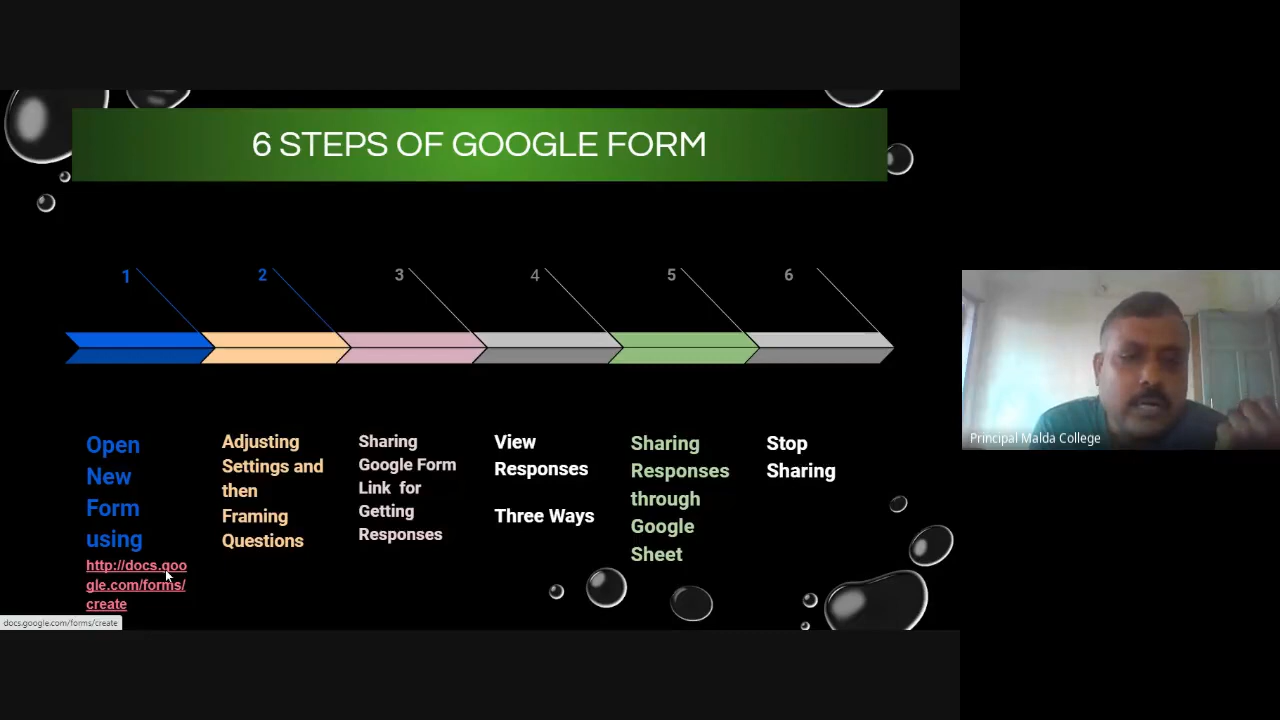 6 STEPS OF GOOGLE FORM
1
2
3
4
5
6
Open
New
Form
using
http://docs.goo
gle.com/forms/
create
Adjusting
Settings and
then
Framing
Questions
Sharing
Google Form
Link for
Getting
Responses
View
Responses
Three Ways
Sharing
Responses
through
Google
Sheet
Stop
Sharing
docs.google.com/forms/create
Principal Malda College